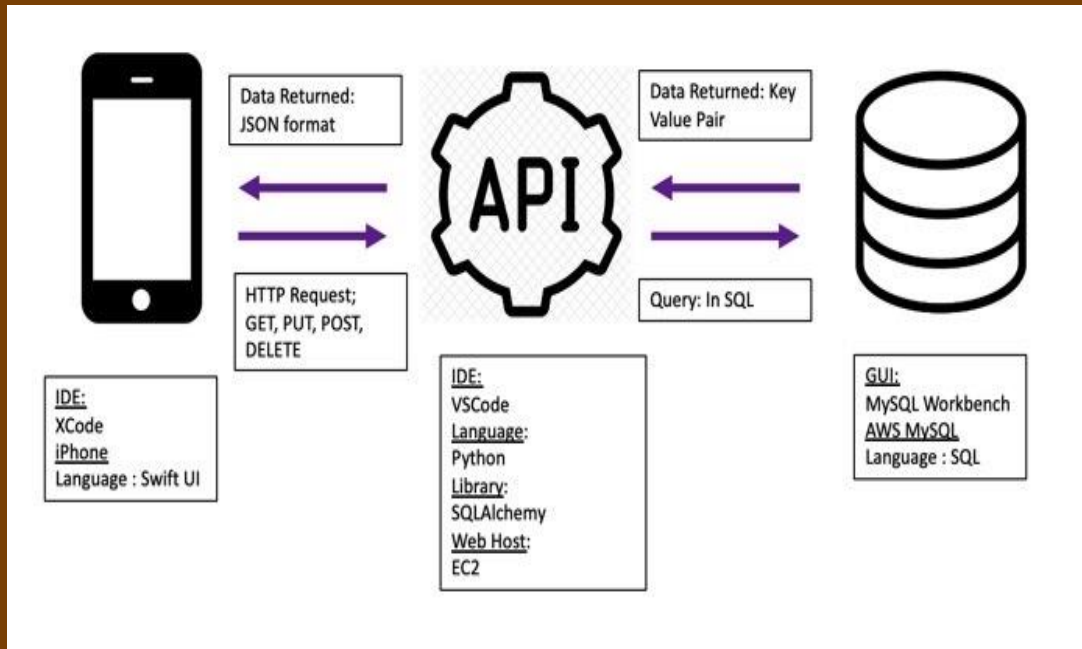 Data Returned:
JSON format
API
Data Returned: Key
Value Pair
HTTP Request;
GET, PUT, POST,
DELETE
Query: In SQL
IDE:
XCode
iPhone
Language : Swift UI
IDE:
VSCode
Language:
Python
Library:
SQLAlchemy
Web Host:
EC2
GUI:
MySQL Workbench
AWS MySQL
Language : SQL